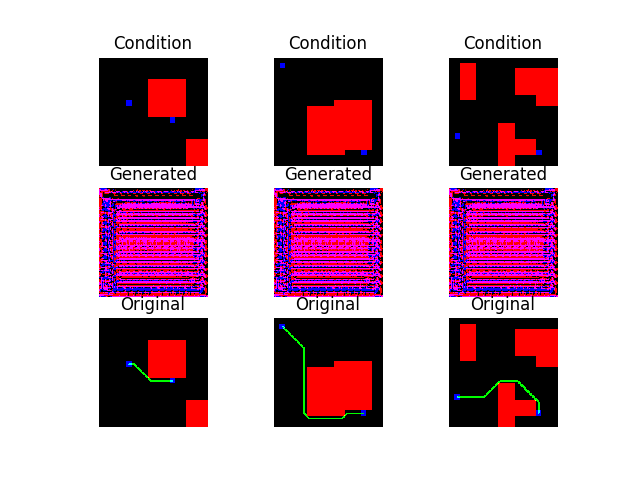 Condition Condition Condition
Generated Generated Generated
Original Original Original